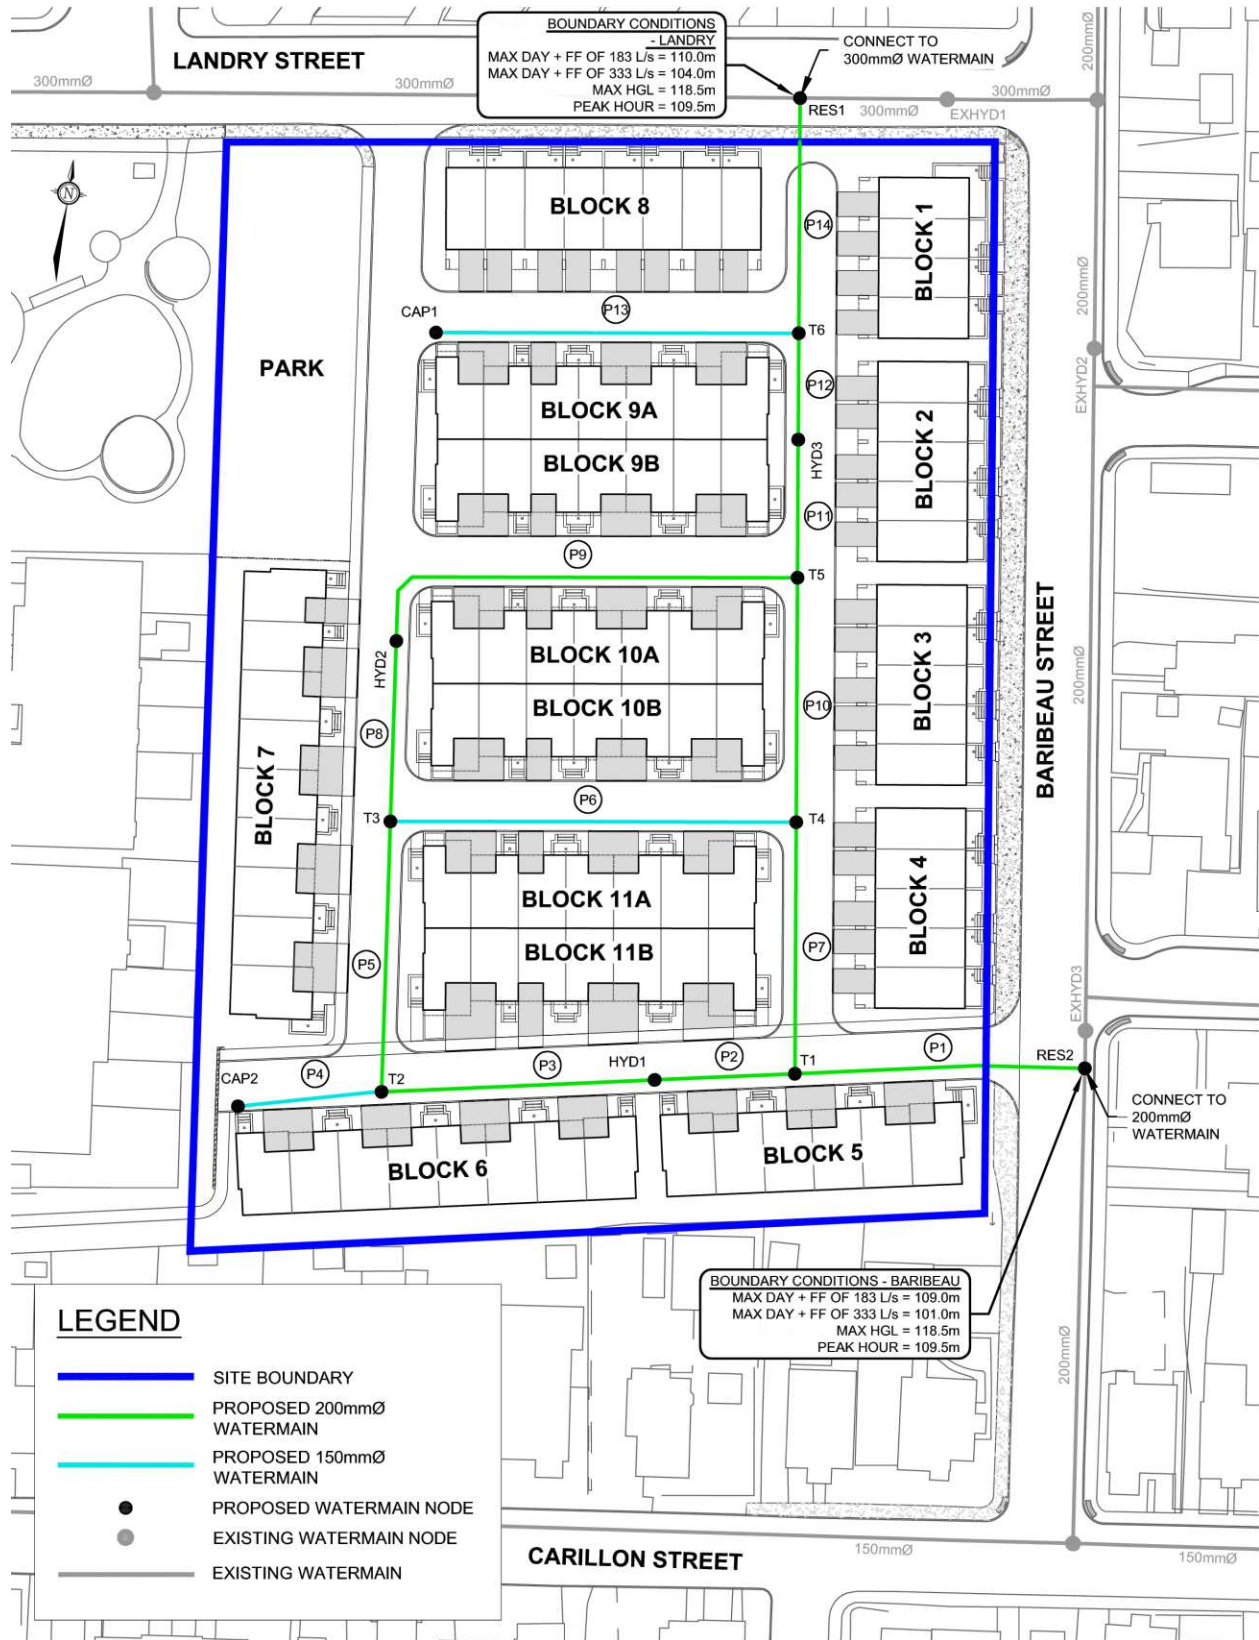 BOUNDARY CONDITIONS
- LANDRY
MAX DAY + FF OF 183 L/s = 110.0m
MAX DAY + FF OF 333 L/s = 104.0m
MAX HGL = 118.5m
PEAK HOUR = 109.5m
CONNECT TO
300mmØ WATERMAIN
200mmØ
LANDRY STREET
300mmØ
300mmØ
RES1
300mmØ
EXHYD1
300mmØ
N
BLOCK 8
P14
BLOCK 1
200mmØ
P13
CAP1
T6
EXHYD2
PARK
P12
BLOCK 9A
BLOCK 9B
HYD3
BLOCK 2
P11
P9
T5
HYD2
BLOCK 10A
BLOCK 10B
BLOCK 3
BARIBEAU STREET
200mmØ
P8
P10
BLOCK 7
P6
T3
T4
BLOCK 11A
BLOCK 11B
BLOCK 4
P5
P7
EXHYD3
P4
CAP2
T2
P3
HYD1
P2
T1
P1
RES2
CONNECT TO
200mmØ
WATERMAIN
BLOCK 6
BLOCK 5
BOUNDARY CONDITIONS - BARIBEAU
MAX DAY + FF OF 183 L/s = 109.0m
MAX DAY + FF OF 333 L/s = 101.0m
MAX HGL = 118.5m
PEAK HOUR = 109.5m
200mmØ
LEGEND
SITE BOUNDARY
PROPOSED 200mmØ
WATERMAIN
PROPOSED 150mmØ
WATERMAIN
PROPOSED WATERMAIN NODE
EXISTING WATERMAIN NODE
EXISTING WATERMAIN
CARILLON STREET
150mmØ
150mmØ